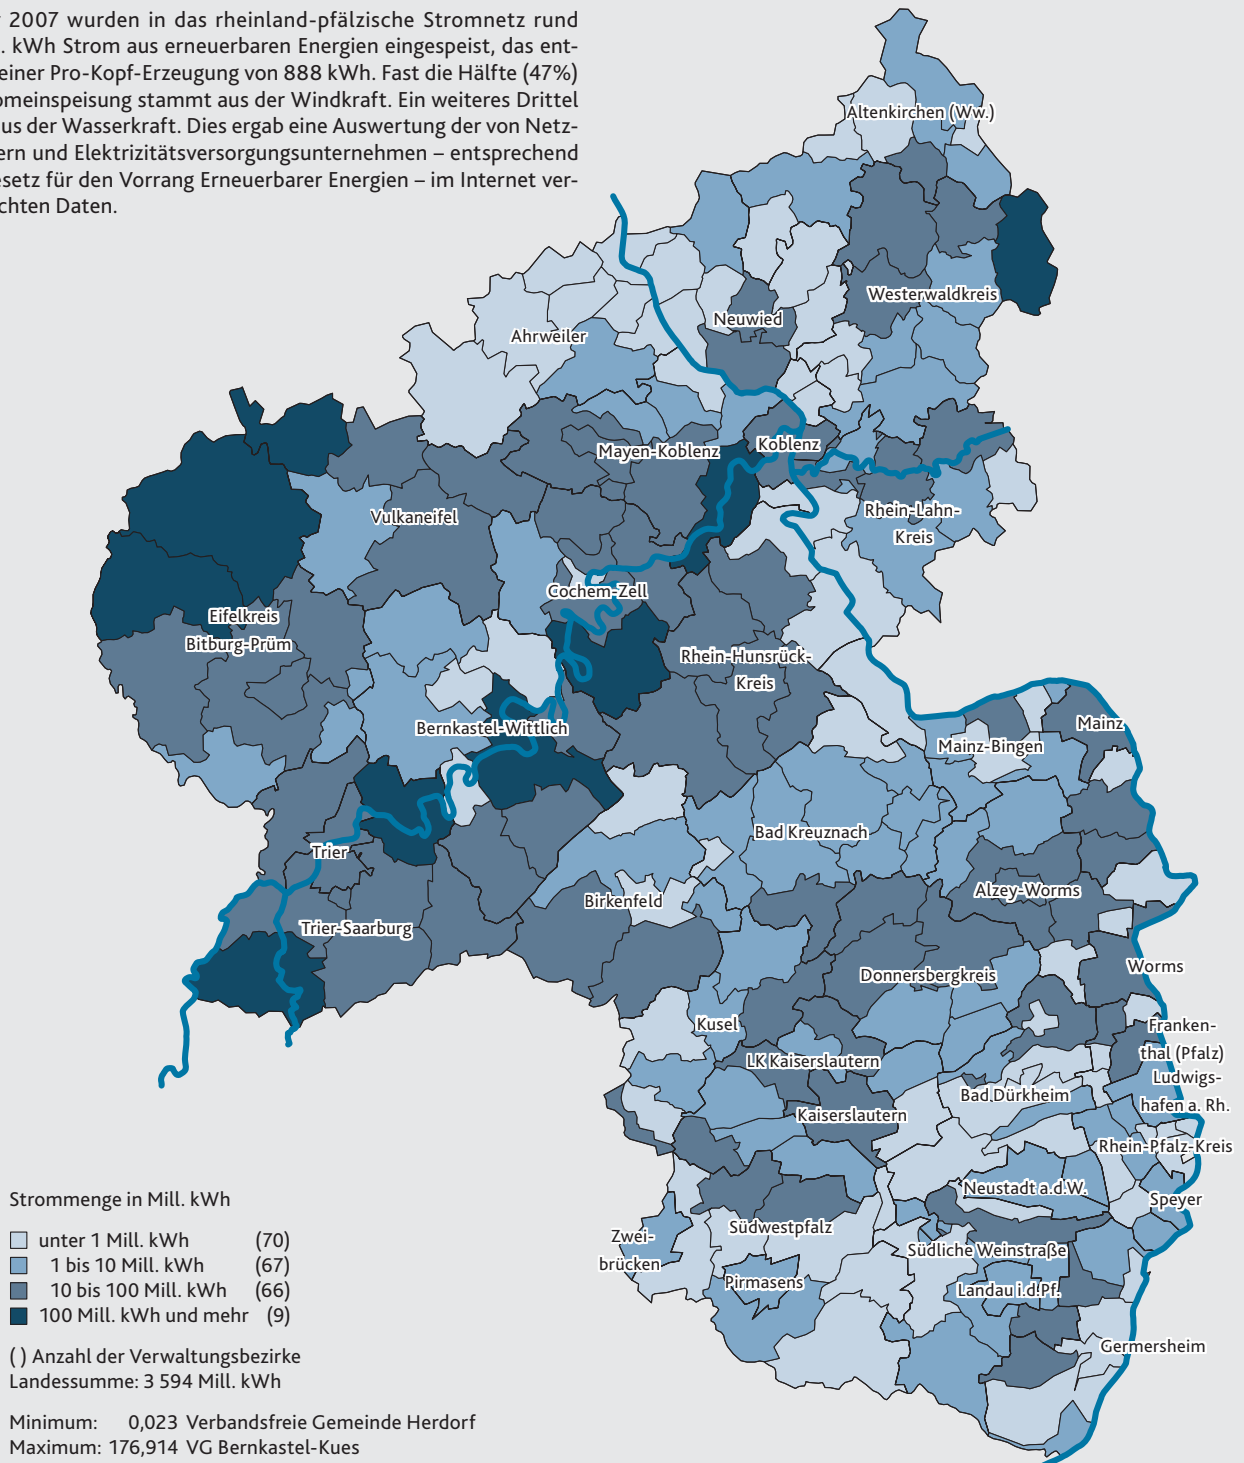 2007 wurden in das rheinland-pfälzische Stromnetz rund
. kWh Strom aus erneuerbaren Energien eingespeist, das ent-
einer Pro-Kopf-Erzeugung von 888 kWh. Fast die Hälfte (47%)
omeinspeisung stammt aus der Windkraft. Ein weiteres Drittel
us der Wasserkraft. Dies ergab eine Auswertung der von Netz-
ern und Elektrizitätsversorgungsunternehmen – entsprechend
esetz für den Vorrang Erneuerbarer Energien – im Internet ver-
chten Daten.
Altenkirchen (Ww.)
Westerwaldkreis
Neuwied
Ahrweiler
Koblenz
Mayen-Koblenz
Rhein-Lahn-
Kreis
Vulkaneifel
Cochem-Zell
Eifelkreis
Bitburg-Prüm
Rhein-Hunsrück-
Kreis
Bernkastel-Wittlich
Mainz
Mainz-Bingen
Bad Kreuznach
Trier
Alzey-Worms
Birkenfeld
Trier-Saarburg
Worms
Donnersbergkreis
Kusel
Franken-
thal (Pfalz)
LK Kaiserslautern
Ludwigs-
hafen a. Rh.
Bad Dürkheim
Kaiserslautern
Rhein-Pfalz-Kreis
Neustadt a.d.W.
Speyer
Südwestpfalz
Zwei-
brücken
Südliche Weinstraße
Pirmasens
Landau i.d.Pf.
Germersheim
Strommenge in Mill. kWh
unter 1 Mill. kWh (70)
1 bis 10 Mill. kWh (67)
10 bis 100 Mill. kWh (66)
100 Mill. kWh und mehr (9)
( ) Anzahl der Verwaltungsbezirke
Landessumme: 3 594 Mill. kWh
Minimum: 0,023 Verbandsfreie Gemeinde Herdorf
Maximum: 176,914 VG Bernkastel-Kues